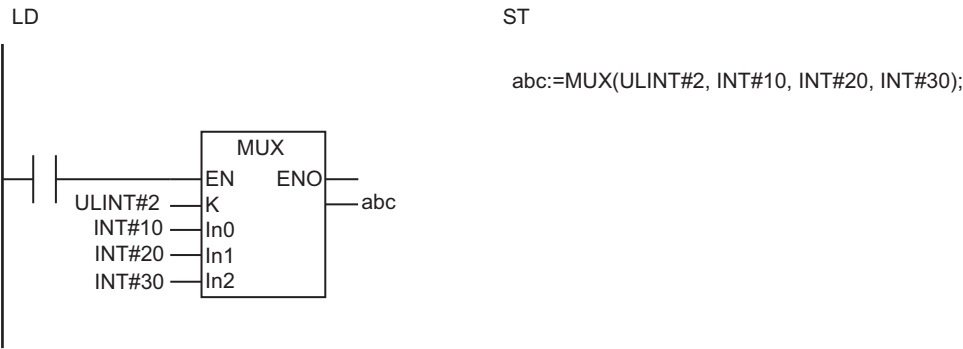 LD
ST
abc:=MUX(ULINT#2, INT#10, INT#20, INT#30);
MUX
EN ENO
ULINT#2 K abc
INT#10 In0
INT#20 In1
INT#30 In2